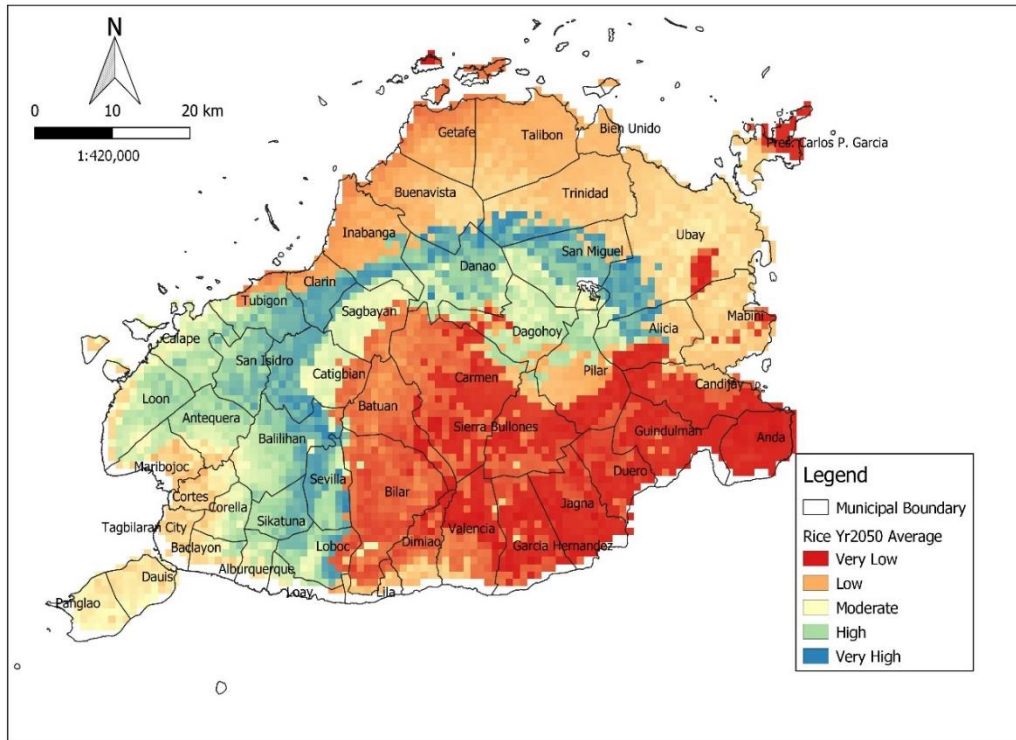 N
0 10 20 km
1:420,000
Getafe
Talibon
Bien Unido
Pres. Carlos P. Garcia
Buenavista
Trinidad
Inabanga
Ubay
San Miguel
Danao
Clarin
Tubigon
Sagbayan
Mabini
Dagohoy
Alicia
Calape
San Isidro
Catigbian
Carmen
Pilar
Candijay
Loon
Batuan
Antequera
Sierra Bullones
Guindulman
Anda
Balilihan
Maribojoc
Sevilla
Duero
Cortes
Bilar
Corella
Jagna
Tagbilaran City
Sikatuna
Valencia
Baclayon
Loboc
Dimiao
Garcia Hernandez
Alburquerque
Dauis
Loay
Lila
Panglao
Legend
Municipal Boundary
Rice Yr2050 Average
Very Low
Low
Moderate
High
Very High